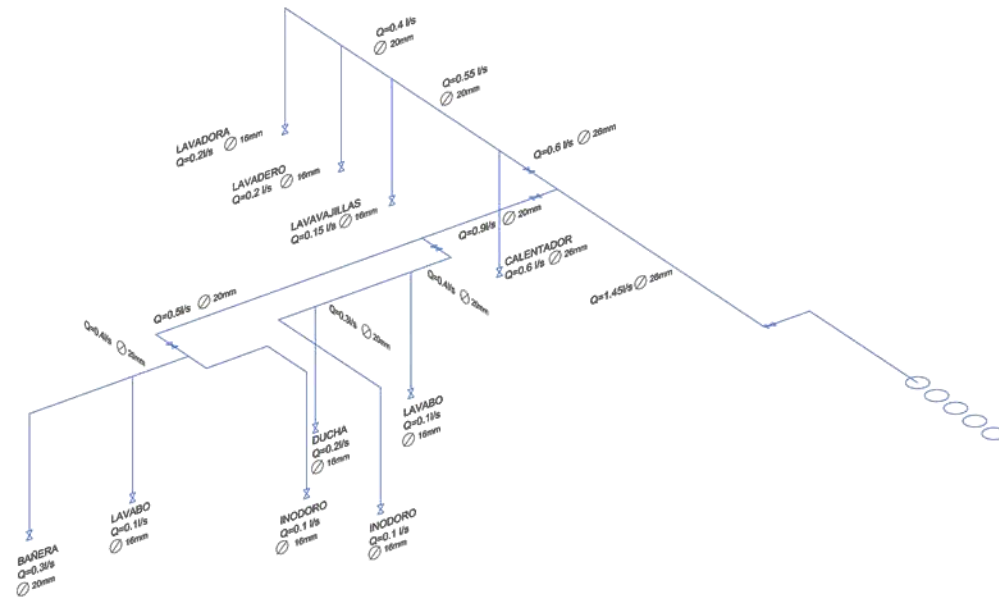 Q=0.4 l/s
∅ 20mm
Q=0.55 l/s
∅ 20mm
LAVADORA
Q=0.2l/s ∅ 16mm
Q=0.6 l/s ∅ 26mm
LAVADERO
Q=0.2 l/s ∅ 16mm
LAVAVAJILLAS
Q=0.15 l/s ∅ 16mm
Q=0.9l/s ∅ 20mm
CALENTADOR
Q=0.6 l/s ∅ 26mm
Q=0.4l/s ∅ 20mm
Q=1.45l/s ∅ 26mm
Q=0.5l/s ∅ 20mm
Q=0.3l/s ∅ 20mm
Q=0.4l/s ∅ 20mm
LAVABO
Q=0.1l/s
∅ 16mm
DUCHA
Q=0.2l/s
∅ 16mm
LAVABO
Q=0.1l/s
∅ 16mm
INODORO
Q=0.1 l/s
∅ 16mm
INODORO
Q=0.1 l/s
∅ 16mm
BAÑERA
Q=0.3l/s
∅ 20mm